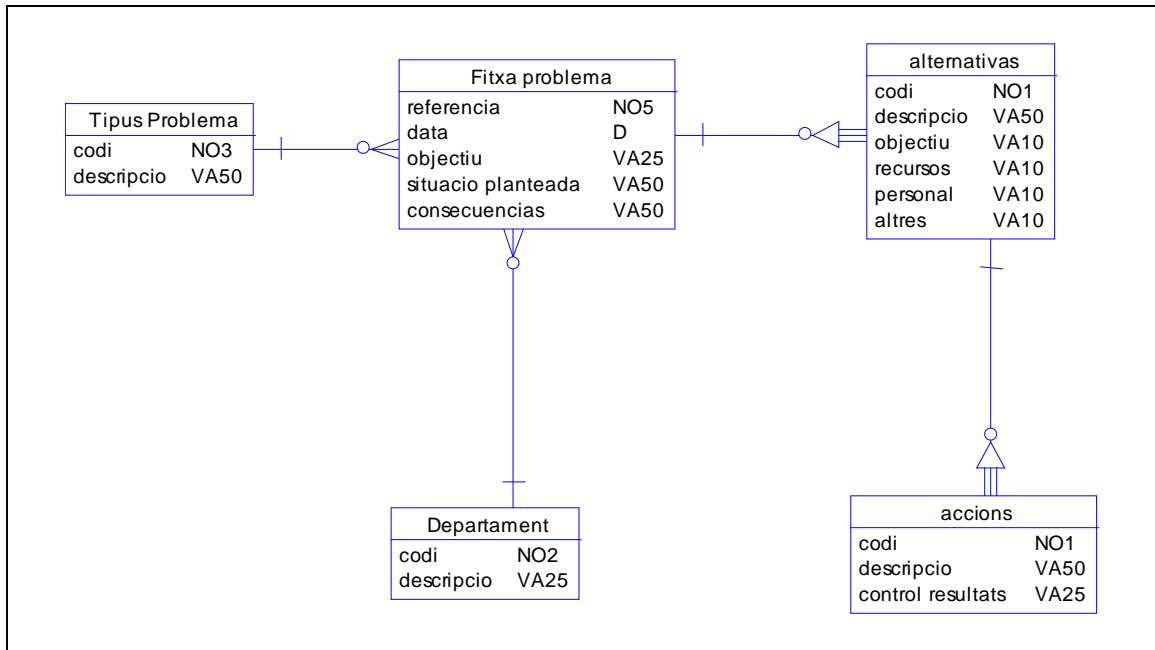 Tipus Problema
codi NO3
descripcio VA50
Fitxa problema
referencia NO5
data D
objectiu VA25
situacio planteada VA50
consecuencias VA50
alternativas
codi NO1
descripcio VA50
objectiu VA10
recursos VA10
personal VA10
altres VA10
Departament
codi NO2
descripcio VA25
accions
codi NO1
descripcio VA50
control resultats VA25